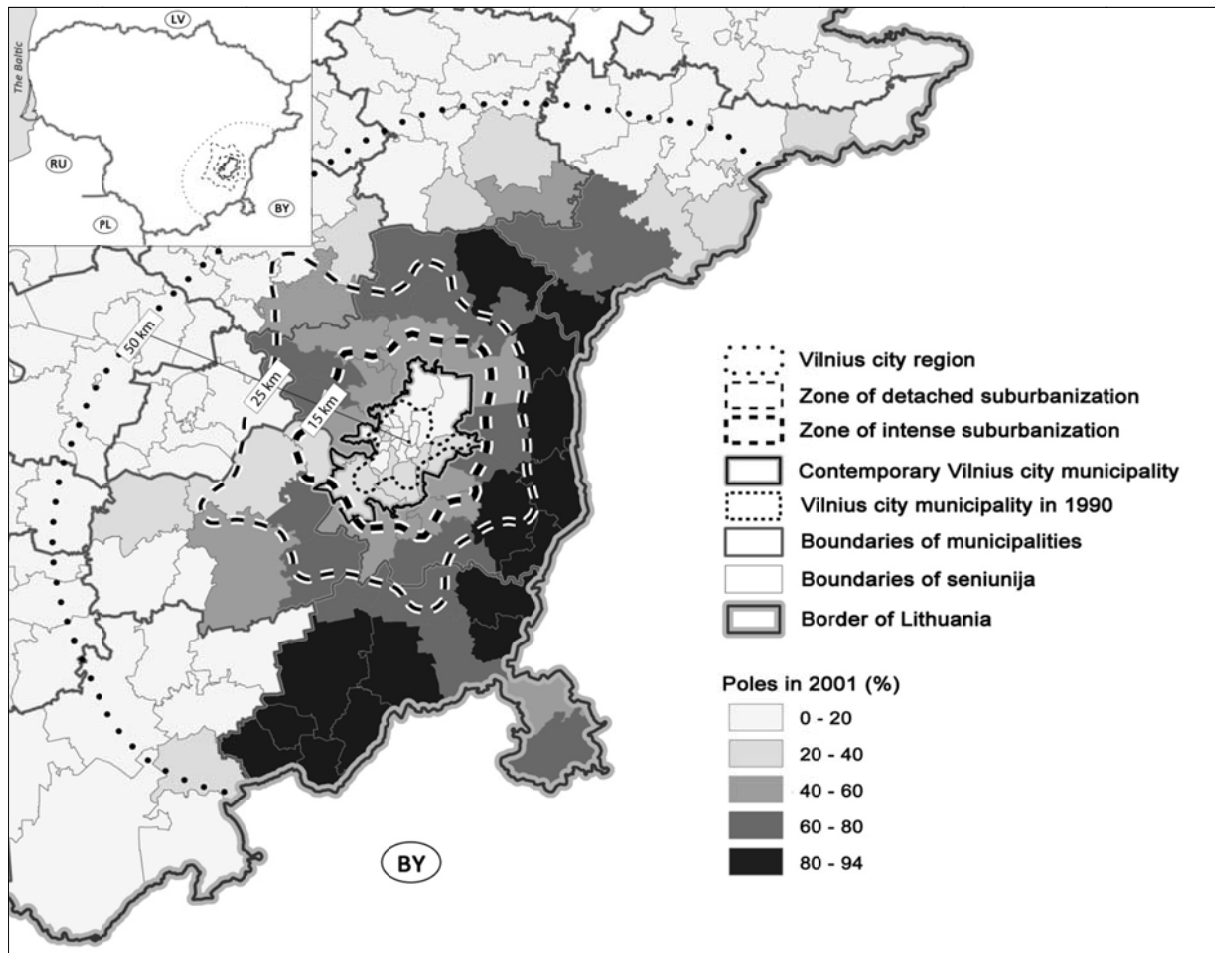 LV
The Baltic
RU
BY
PL
50 km
25 km
15 km
Vilnius city region
Zone of detached suburbanization
Zone of intense suburbanization
Contemporary Vilnius city municipality
Vilnius city municipality in 1990
Boundaries of municipalities
Boundaries of seniunija
Border of Lithuania
Poles in 2001 (%)
0 - 20
20 - 40
40 - 60
60 - 80
80 - 94
BY